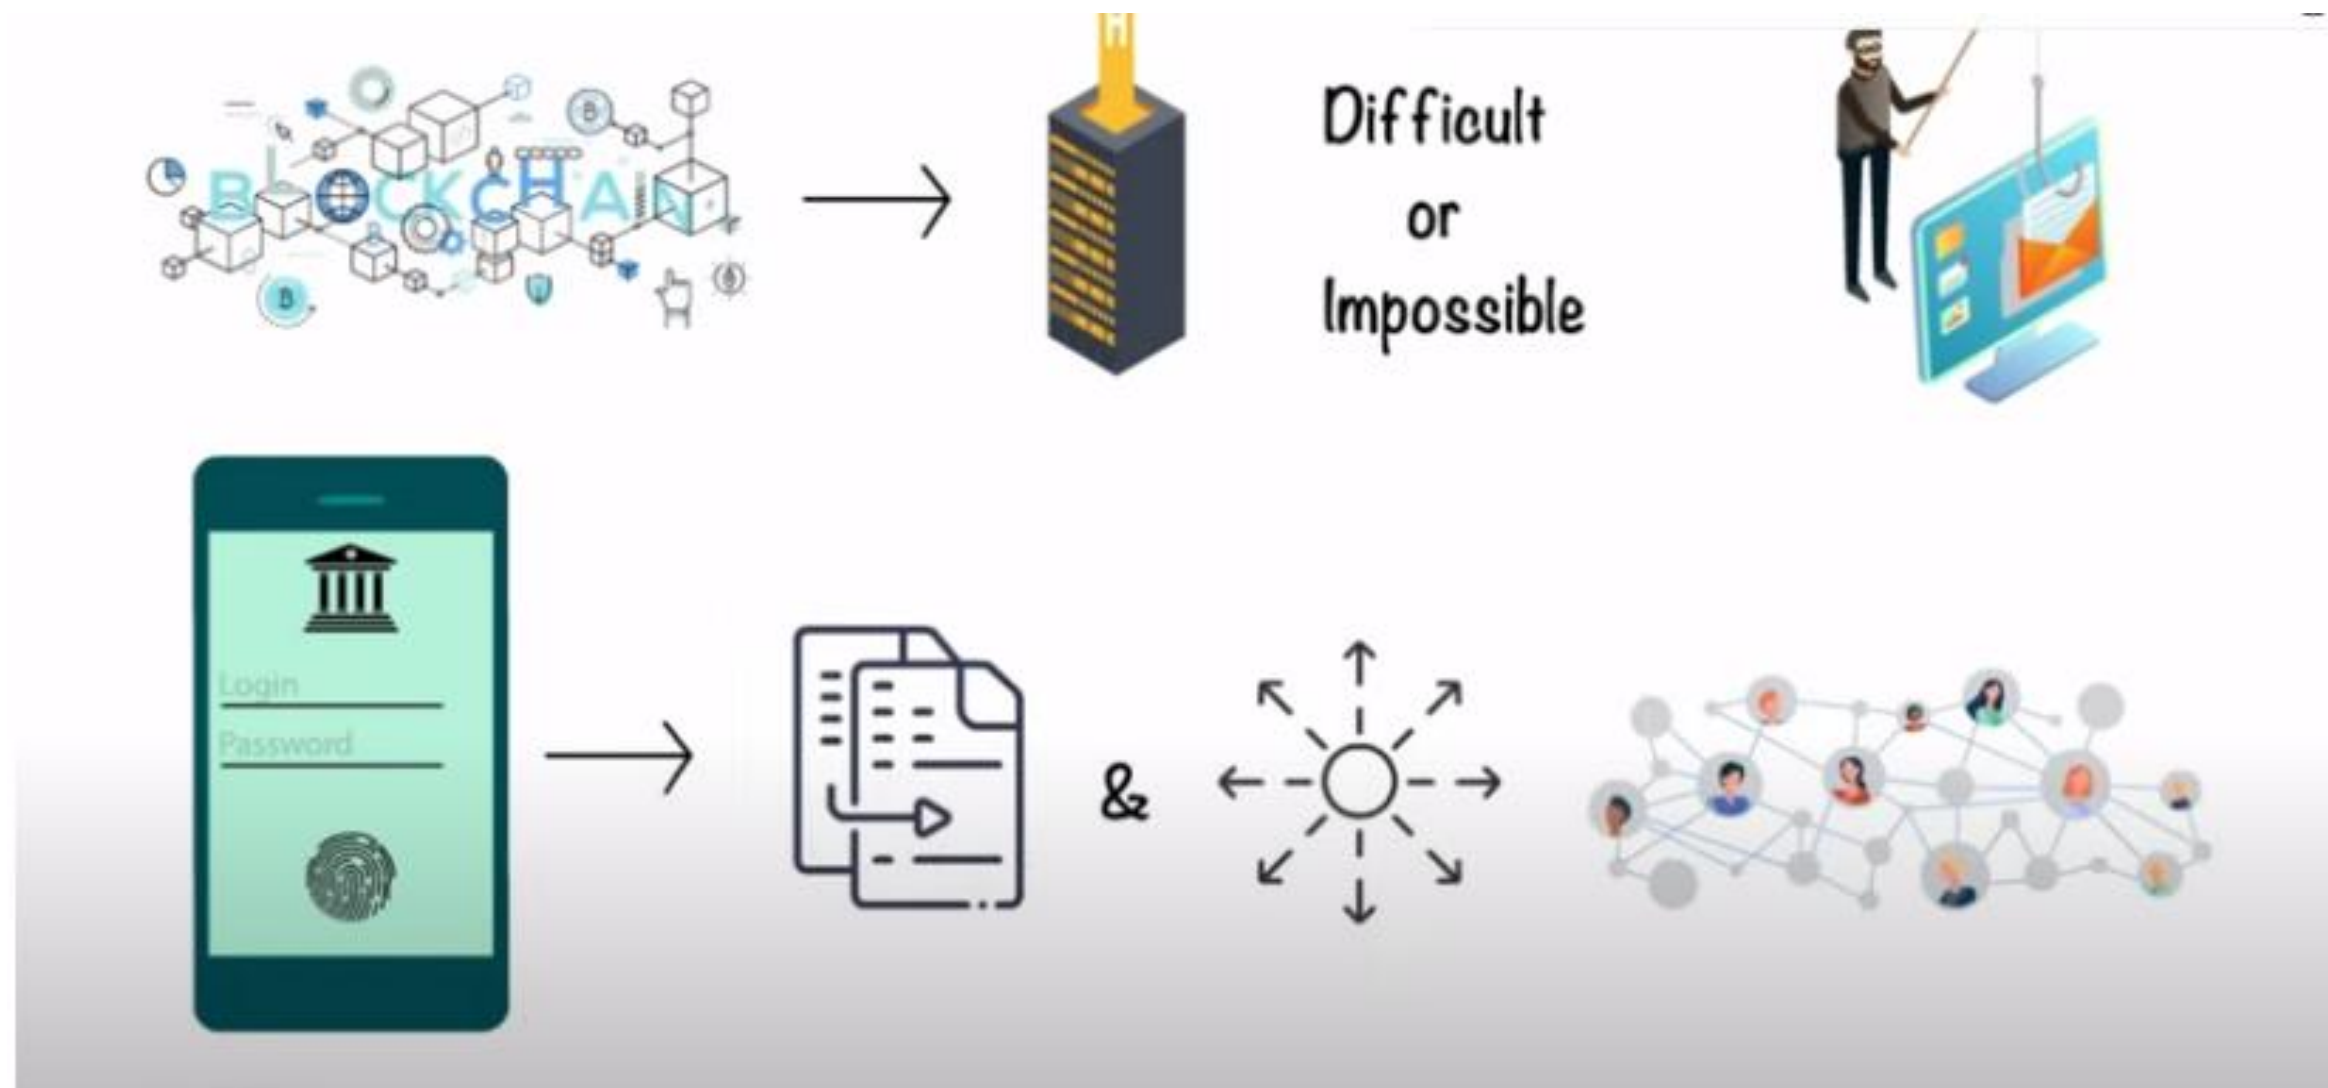 BLOCKCHAIN
Difficult
or
Impossible
Login
Password
&